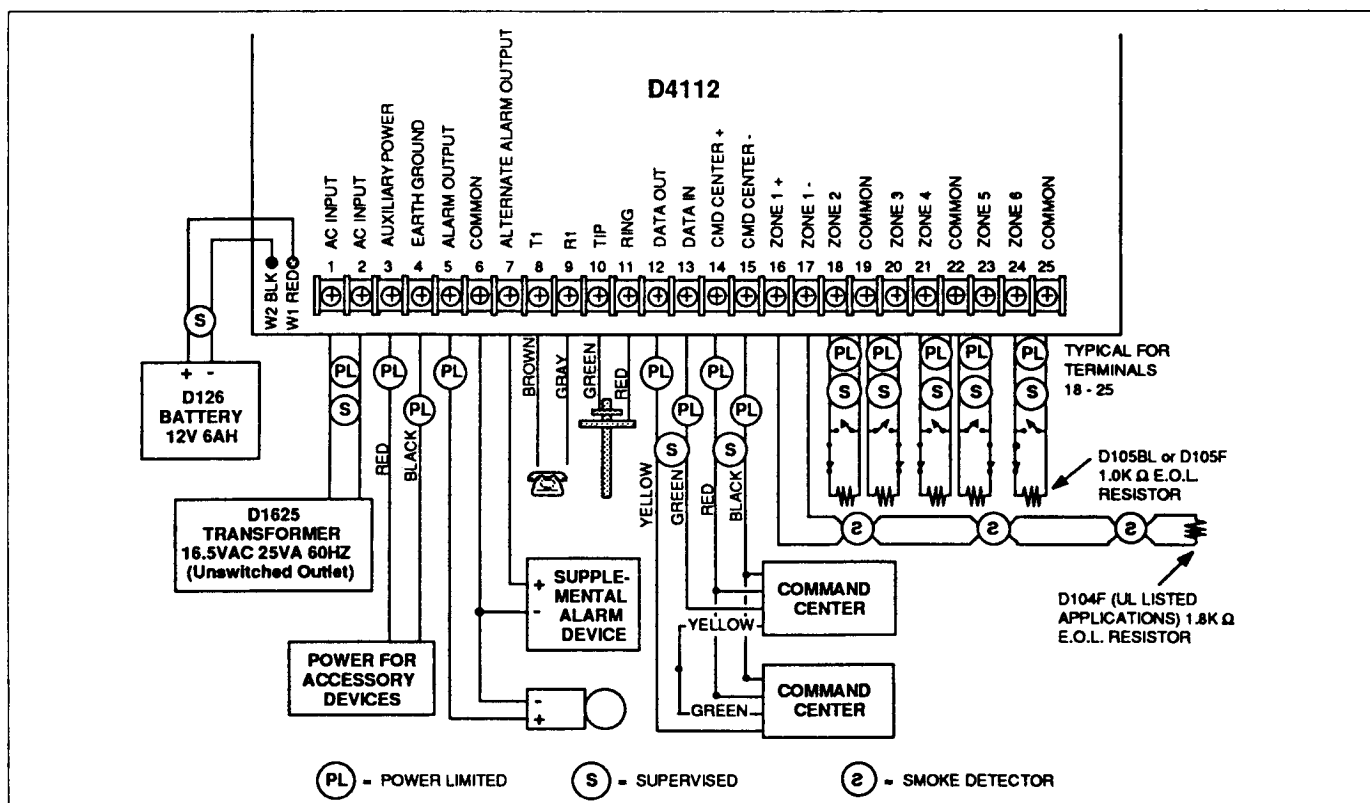 D4112
AC INPUT
AC INPUT
AUXILIARY POWER
EARTH GROUND
ALARM OUTPUT
COMMON
ALTERNATE ALARM OUTPUT
T1
R1
TIP
RING
DATA OUT
DATA IN
CMD CENTER +
CMD CENTER -
ZONE 1 +
ZONE 1 -
ZONE 2
COMMON
ZONE 3
ZONE 4
COMMON
ZONE 5
ZONE 6
COMMON
W2 BLK
W1 RED
1 2 3 4 5 6 7 8 9 10 11 12 13 14 15 16 17 18 19 20 21 22 23 24 25
S
+ -
D126
BATTERY
12V 6AH
PL
S
PL
PL
PL
RED
BLACK
BROWN
GRAY
GREEN
RED
PL
PL
PL
PL
S
S
YELLOW
GREEN
RED
BLACK
PL PL PL PL PL
S S S S S
TYPICAL FOR
TERMINALS
18 - 25
D105BL or D105F
1.0K Ω E.O.L.
RESISTOR
D1625
TRANSFORMER
16.5VAC 25VA 60HZ
(Unswitched Outlet)
D104F (UL LISTED
APPLICATIONS) 1.8K Ω
E.O.L. RESISTOR
+
-
SUPPLE-
MENTAL
ALARM
DEVICE
COMMAND
CENTER
YELLOW
POWER FOR
ACCESSORY
DEVICES
-
+
COMMAND
CENTER
GREEN
PL = POWER LIMITED
S = SUPERVISED
= SMOKE DETECTOR